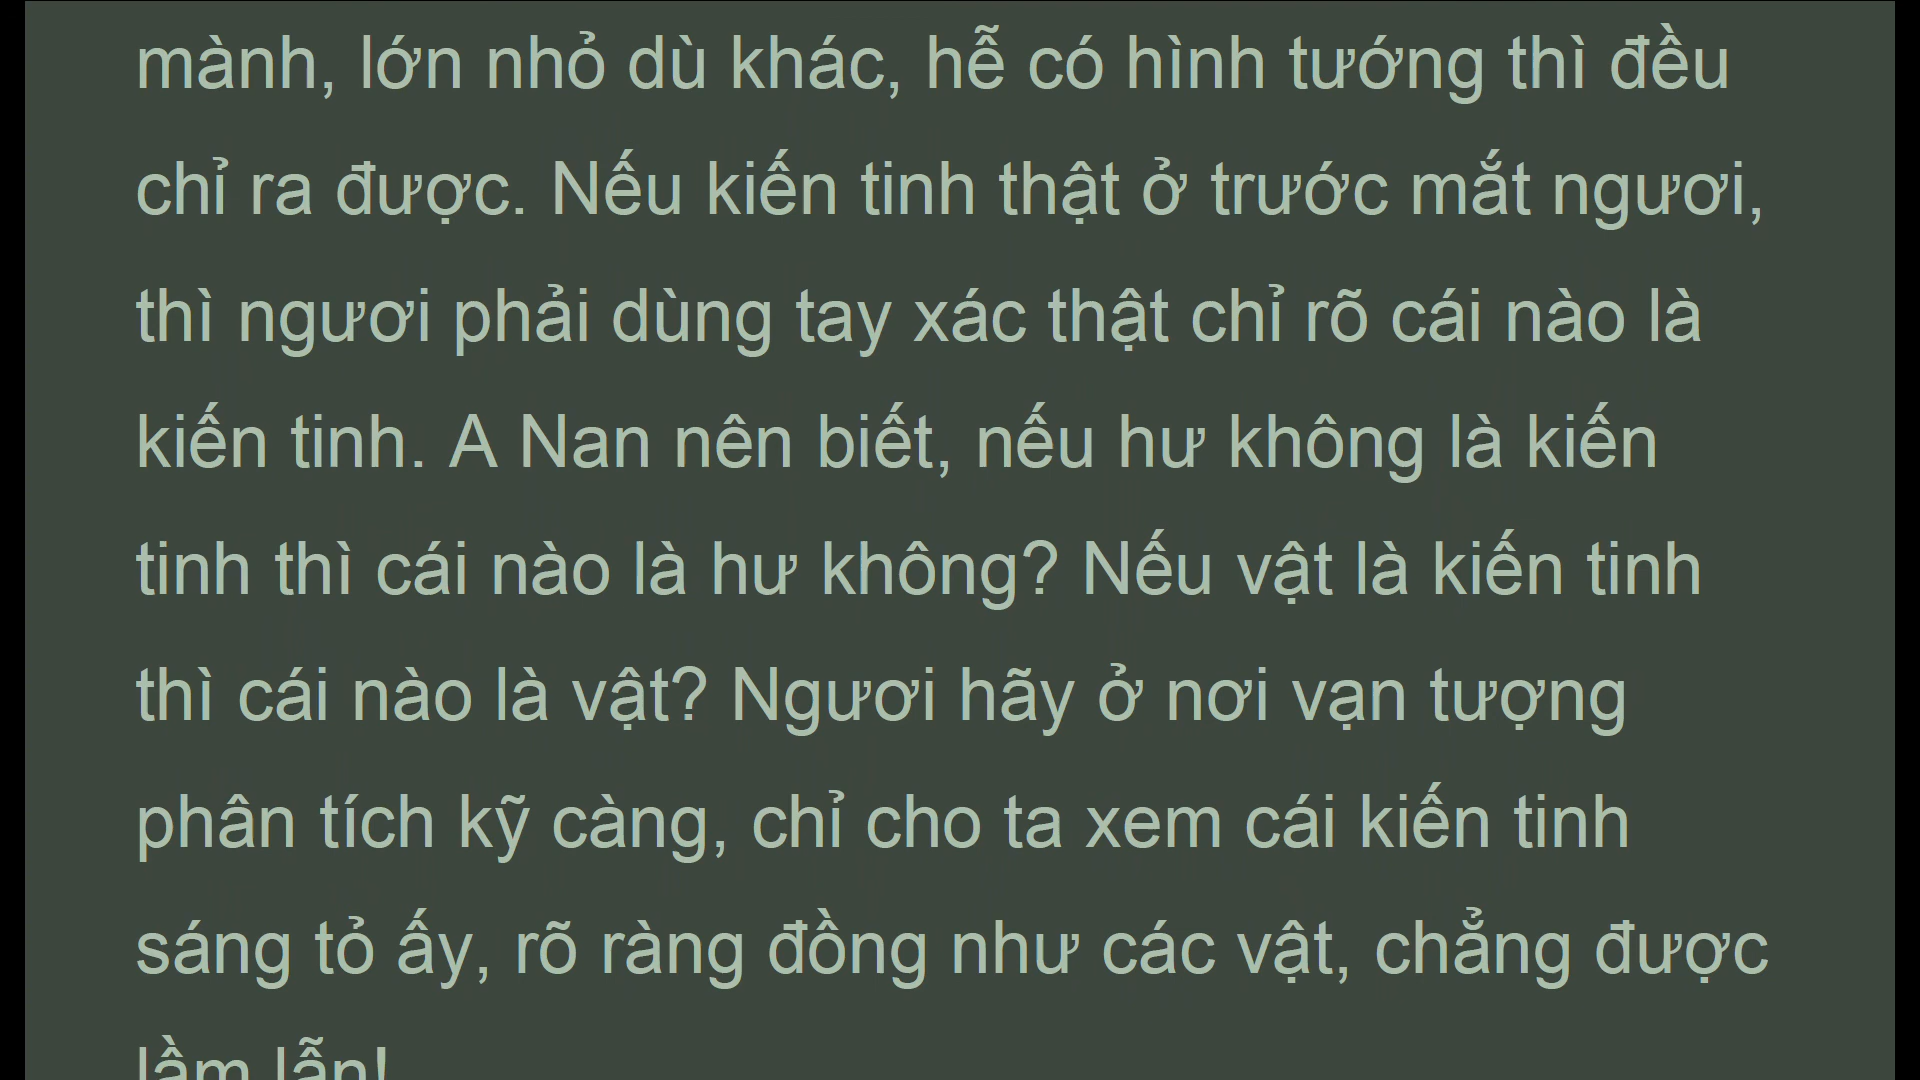 mành, lớn nhỏ dù khác, hễ có hình tướng thì đều
chỉ ra được. Nếu kiến tinh thật ở trước mắt ngươi,
thì ngươi phải dùng tay xác thật chỉ rõ cái nào là
kiến tinh. A Nan nên biết, nếu hư không là kiến
tinh thì cái nào là hư không? Nếu vật là kiến tinh
thì cái nào là vật? Ngươi hãy ở nơi vạn tượng
phân tích kỹ càng, chỉ cho ta xem cái kiến tinh
sáng tỏ ấy, rõ ràng đồng như các vật, chẳng được
lầm lẫn!